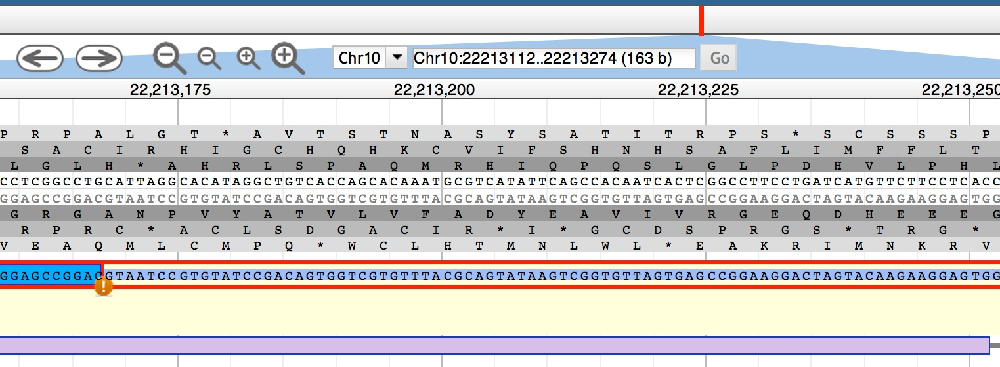 Chr10 Chr10:22213112..22213274 (163 b) Go
22,213,175 22,213,200 22,213,225 22,213,250
P R P A L G T * A V T S T N A S Y S A T I T R P S * S C S S S P
S A C I R H I G C H Q H K C V I F S H N H S A F L I M F F L T
L G L H * A H R L S P A Q M R H I Q P Q S L G L P D H V L P H L
CCTCGGCCTGCATTAGGCACATAGGCTGTCACCAGCACAAATGCGTCATATTCAGCCACAATCACTCGGCCTTCCTGATCATGTTCTTCCTCACC
GGAGCCGGACGTAATCCGTGTATCCGACAGTGGTCGTGTTTACGCAGTATAAGTCGGTGTTAGTGAGCCGGAAGGACTAGTACAAGAAGGAGTGG
G R G A N P V Y A T V L V F A D Y E A V I V R G E Q D H E E E G
R P R C * A C L S D G A C I R * I * G C D S P R G S * T R G *
V E A Q M L C M P Q * W C L H T M N L W L * E A K R I M N K R V
GGAGCCGGACGTAATCCGTGTATCCGACAGTGGTCGTGTTTACGCAGTATAAGTCGGTGTTAGTGAGCCGGAAGGACTAGTACAAGAAGGAGTGG